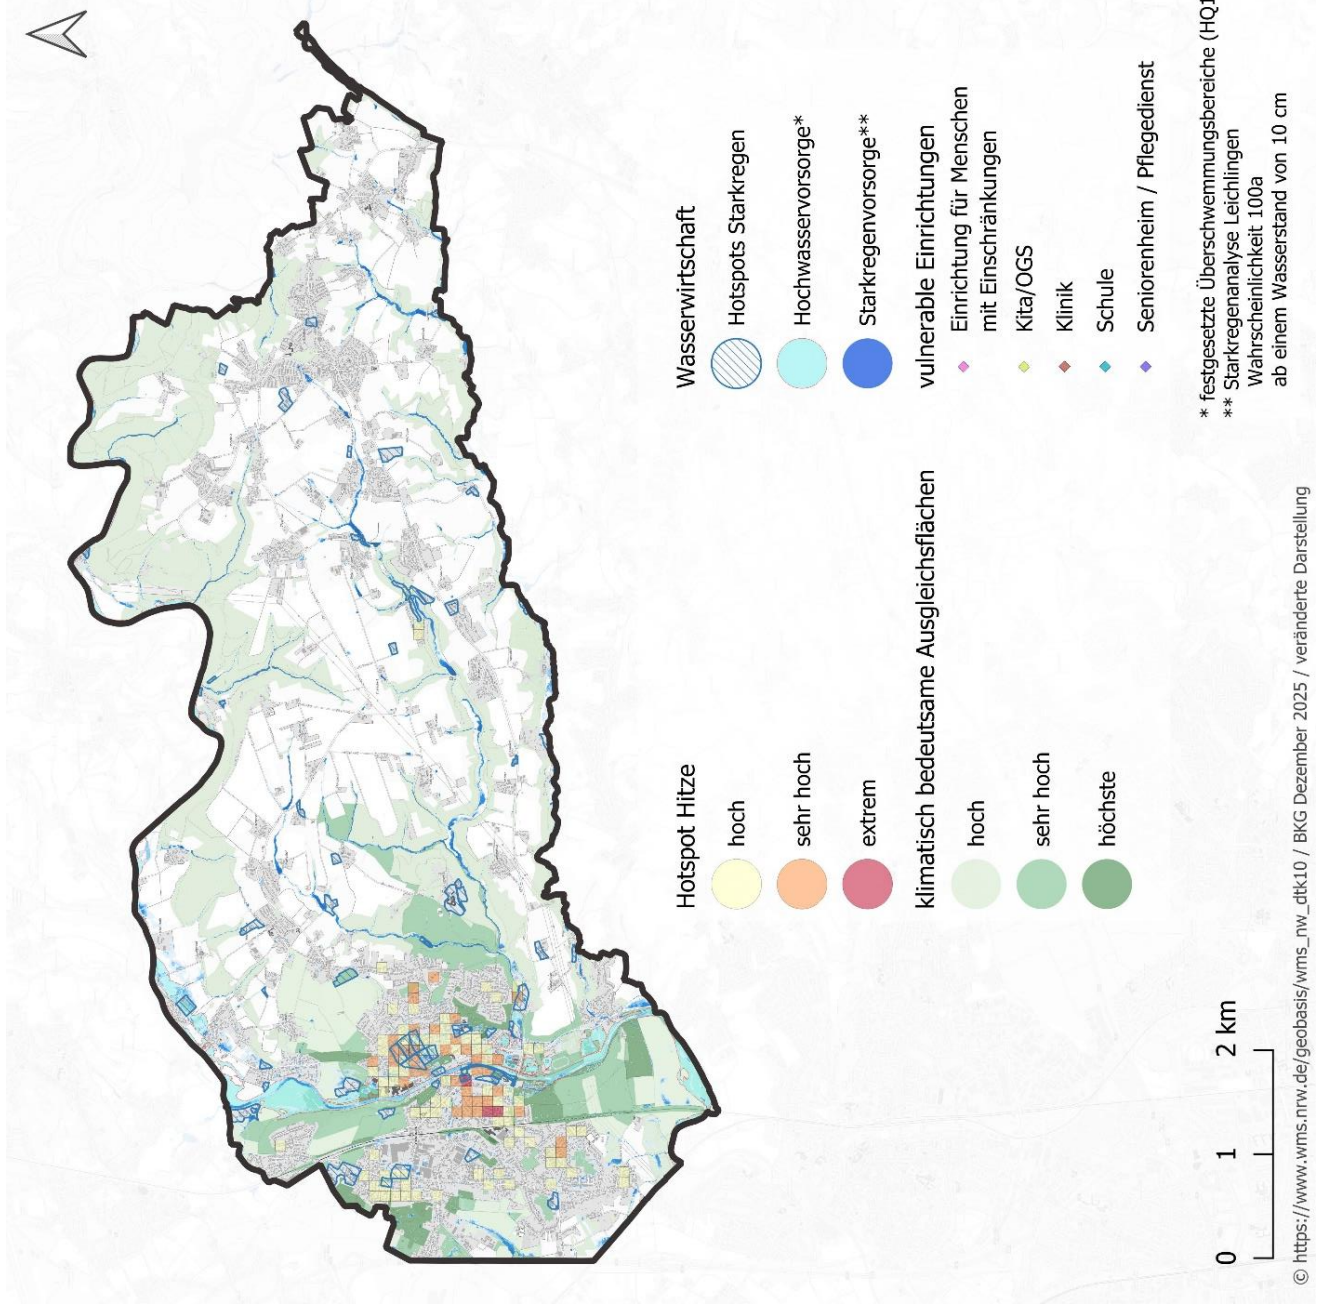 Hotspot Hitze
hoch
sehr hoch
extrem
klimatisch bedeutsame Ausgleichsflächen
hoch
sehr hoch
höchste
Wasserwirtschaft
Hotspots Starkregen
Hochwasservorsorge*
Starkregenvorsorge**
vulnerable Einrichtungen
Einrichtung für Menschen
mit Einschränkungen
Kita/OGS
Klinik
Schule
Seniorenheim / Pflegedienst
* festgesetzte Überschwemmungsbereiche (HQ1
** Starkregenanalyse Leichlingen
Wahrscheinlichkeit 100a
ab einem Wasserstand von 10 cm
0 1 2 km
© https://www.wms.nrw.de/geobasis/wms_nw_dtk10 / BKG Dezember 2025 / veränderte Darstellung